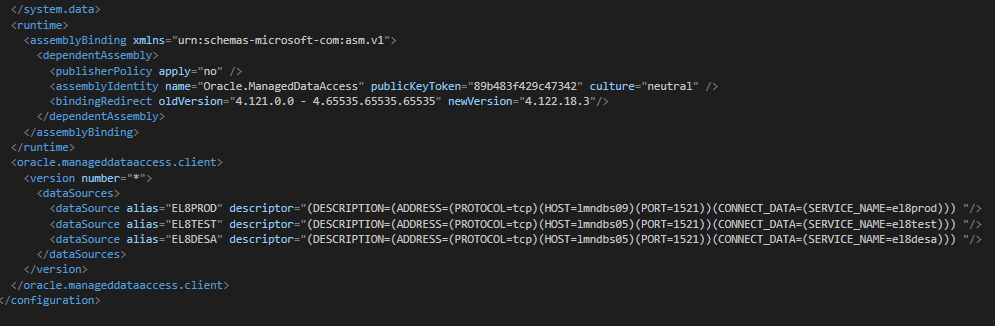 </system.data>
<runtime>
<assemblyBinding xmlns="urn:schemas-microsoft-com:asm.v1">
<dependentAssembly>
<publisherPolicy apply="no" />
<assemblyIdentity name="Oracle.ManagedDataAccess" publicKeyToken="89b483f429c47342" culture="neutral" />
<bindingRedirect oldVersion="4.121.0.0 - 4.65535.65535.65535" newVersion="4.122.18.3"/>
</dependentAssembly>
</assemblyBinding>
</runtime>
<oracle.manageddataaccess.client>
<version number="*">
<dataSources>
<dataSource alias="EL8PROD" descriptor="(DESCRIPTION=(ADDRESS=(PROTOCOL=tcp)(HOST=lmndbs09)(PORT=1521))(CONNECT_DATA=(SERVICE_NAME=el8prod))) "/>
<dataSource alias="EL8TEST" descriptor="(DESCRIPTION=(ADDRESS=(PROTOCOL=tcp)(HOST=lmndbs05)(PORT=1521))(CONNECT_DATA=(SERVICE_NAME=el8test))) "/>
<dataSource alias="EL8DESA" descriptor="(DESCRIPTION=(ADDRESS=(PROTOCOL=tcp)(HOST=lmndbs05)(PORT=1521))(CONNECT_DATA=(SERVICE_NAME=el8desa))) "/>
</dataSources>
</version>
</oracle.manageddataaccess.client>
</configuration>